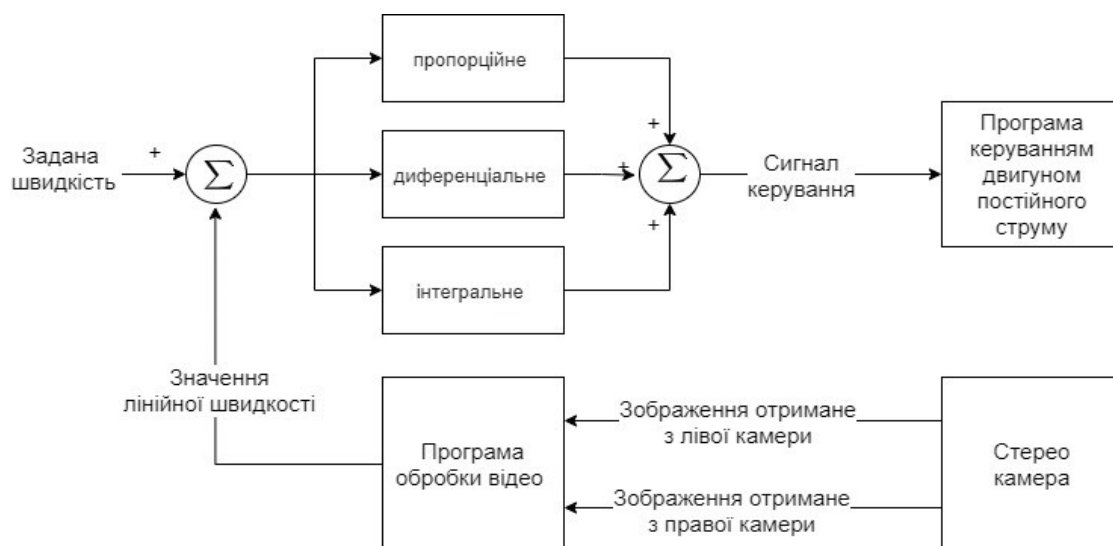 пропорційне
Задана
швидкість
+
Σ
диференціальне
інтегральне
+
+
+
Σ
Сигнал
керування
Програма
керуванням
двигуном
постійного
струму
Значення
лінійної швидкості
Програма
обробки відео
Зображення отримане
з лівої камери
Зображення отримане
з правої камери
Стерео
камера